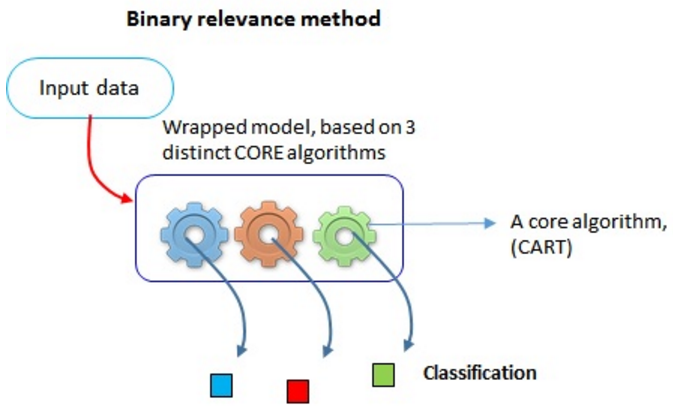 Binary relevance method
Input data
Wrapped model, based on 3
distinct CORE algorithms
A core algorithm,
(CART)
Classification